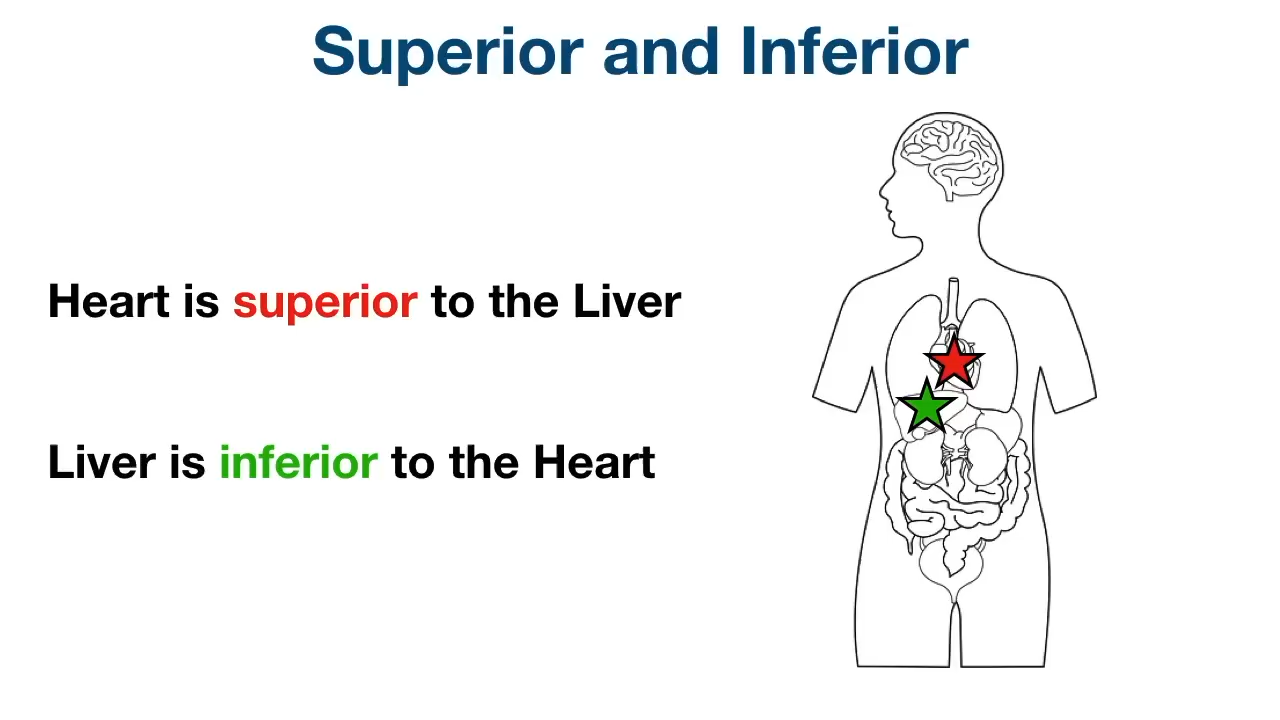 Superior and Inferior
Heart is superior to the Liver
Liver is inferior to the Heart